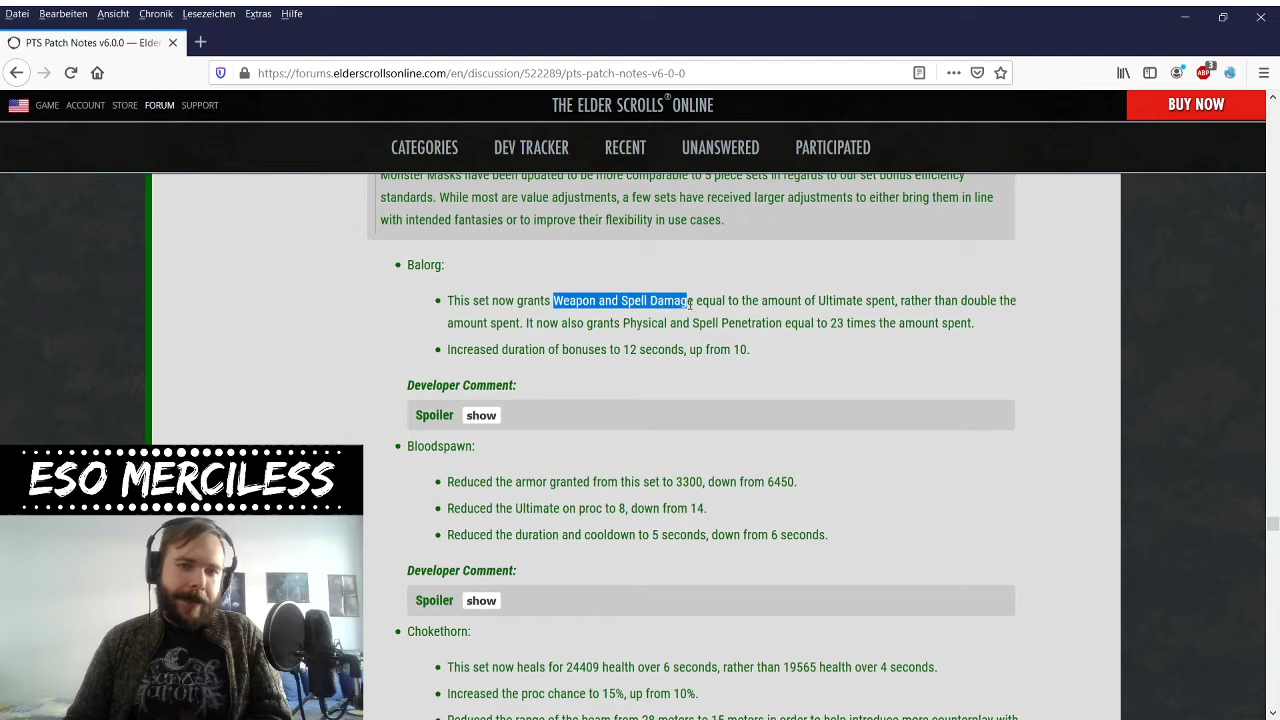 Datei Bearbeiten Ansicht Chronik Lesezeichen Extras Hilfe
PTS Patch Notes v6.0.0 — Elder
https://forums.elderscrollsonline.com/en/discussion/522289/pts-patch-notes-v6-0-0
ABP 3
GAME ACCOUNT STORE FORUM SUPPORT
THE ELDER SCROLLS® ONLINE
BUY NOW
CATEGORIES DEV TRACKER RECENT UNANSWERED PARTICIPATED
Monster Masks have been updated to be more comparable to 5 piece sets in regards to our set bonus efficiency
standards. While most are value adjustments, a few sets have received larger adjustments to either bring them in line
with intended fantasies or to improve their flexibility in use cases.
Balorg:
This set now grants Weapon and Spell Damage equal to the amount of Ultimate spent, rather than double the
amount spent. It now also grants Physical and Spell Penetration equal to 23 times the amount spent.
Increased duration of bonuses to 12 seconds, up from 10.
Developer Comment:
Spoiler show
Bloodspawn:
Reduced the armor granted from this set to 3300, down from 6450.
Reduced the Ultimate on proc to 8, down from 14.
Reduced the duration and cooldown to 5 seconds, down from 6 seconds.
Developer Comment:
Spoiler show
Chokethorn:
This set now heals for 24409 health over 6 seconds, rather than 19565 health over 4 seconds.
Increased the proc chance to 15%, up from 10%.
Reduced the range of the beam from 28 meters to 15 meters in order to help introduce more counterplay with
ESO MERCILESS